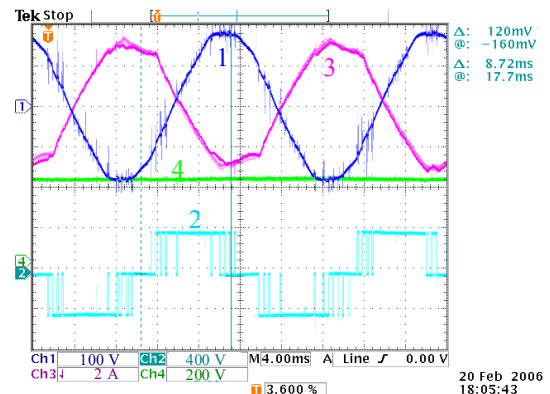 Tek Stop
T
Δ: 120mV
@: -160mV
Δ: 8.72ms
@: 17.7ms
T
1
3
1
4
2
4
2
Ch1 100 V Ch2 400 V M 4.00ms A Line ʃ 0.00 V
Ch3 2 A Ch4 200 V
T 3.600 %
20 Feb 2006
18:05:43